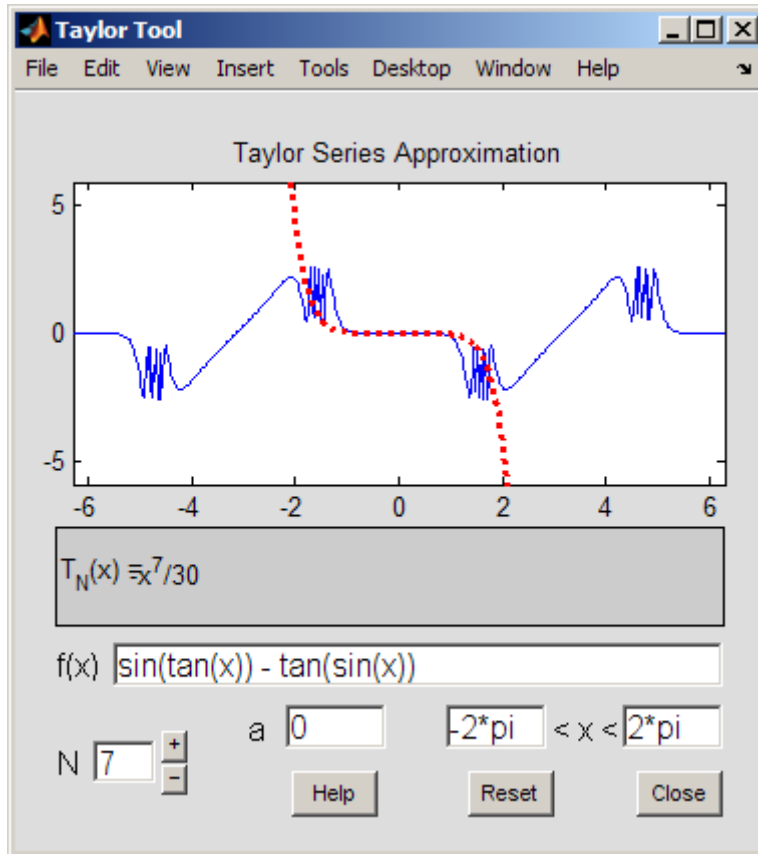 Taylor Tool
File Edit View Insert Tools Desktop Window Help
Taylor Series Approximation
5
0
-5
-6 -4 -2 0 2 4 6
T_N(x) =-x^7/30
f(x) sin(tan(x)) - tan(sin(x))
a 0 -2*pi < x < 2*pi
N 7 + −
Help Reset Close